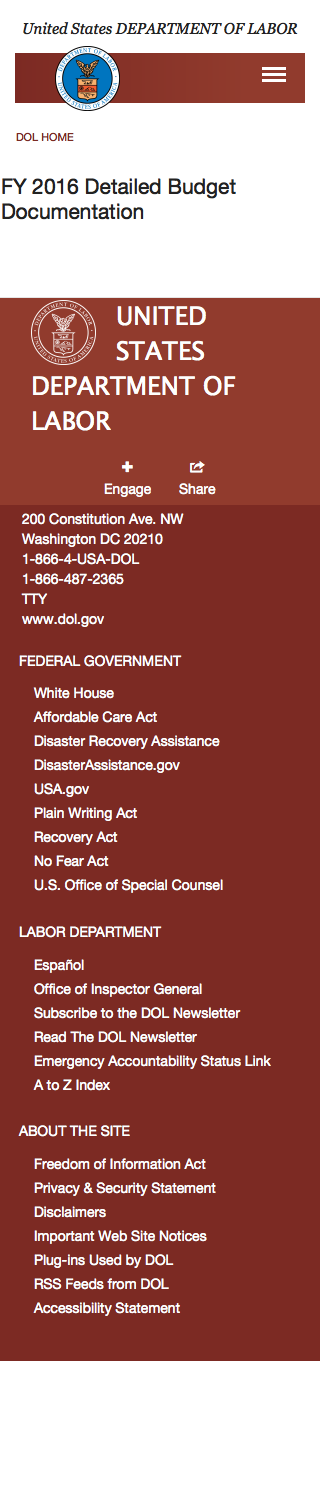 United States DEPARTMENT OF LABOR
DOL HOME
FY 2016 Detailed Budget
Documentation
UNITED
STATES
DEPARTMENT OF
LABOR
Engage Share
200 Constitution Ave. NW
Washington DC 20210
1-866-4-USA-DOL
1-866-487-2365
TTY
www.dol.gov
FEDERAL GOVERNMENT
White House
Affordable Care Act
Disaster Recovery Assistance
DisasterAssistance.gov
USA.gov
Plain Writing Act
Recovery Act
No Fear Act
U.S. Office of Special Counsel
LABOR DEPARTMENT
Español
Office of Inspector General
Subscribe to the DOL Newsletter
Read The DOL Newsletter
Emergency Accountability Status Link
A to Z Index
ABOUT THE SITE
Freedom of Information Act
Privacy & Security Statement
Disclaimers
Important Web Site Notices
Plug-ins Used by DOL
RSS Feeds from DOL
Accessibility Statement